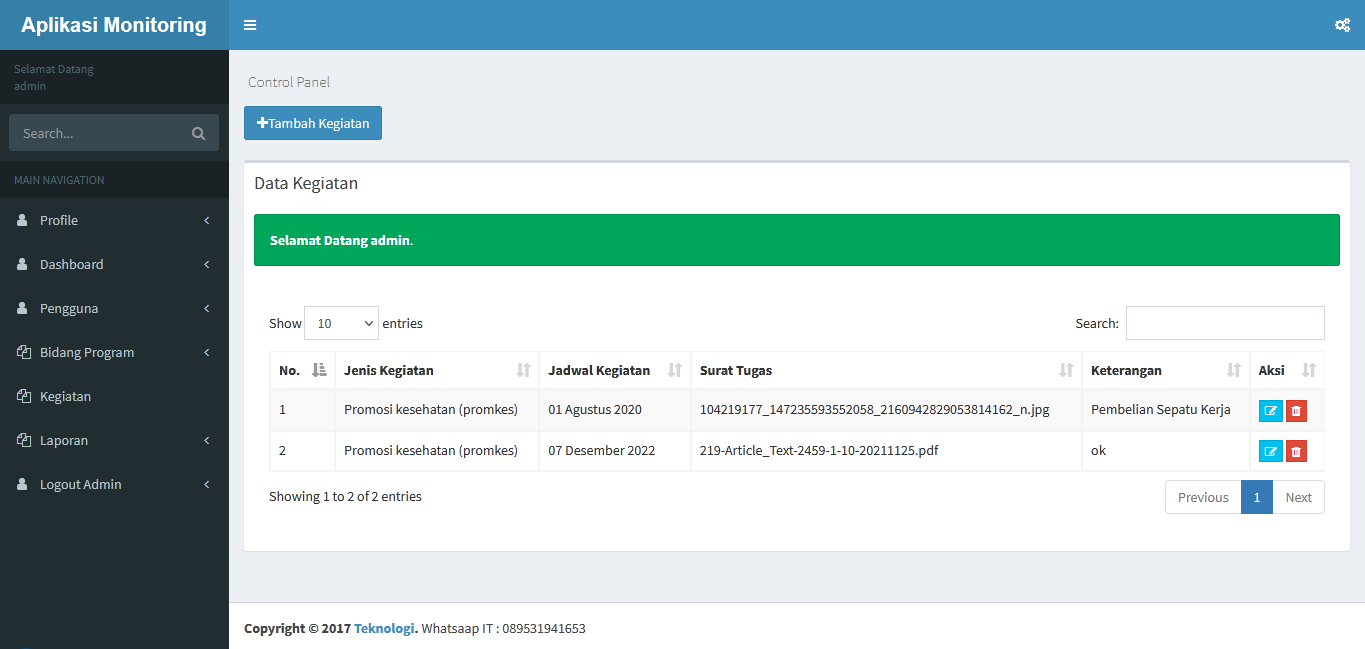 Aplikasi Monitoring
Selamat Datang
admin
Search...
MAIN NAVIGATION
Profile
Dashboard
Pengguna
Bidang Program
Kegiatan
Laporan
Logout Admin
Control Panel
Tambah Kegiatan
Data Kegiatan
Selamat Datang admin.
Show 10 entries Search:
No. Jenis Kegiatan Jadwal Kegiatan Surat Tugas Keterangan Aksi
1 Promosi kesehatan (promkes) 01 Agustus 2020 104219177_147235593552058_2160942829053814162_n.jpg Pembelian Sepatu Kerja
2 Promosi kesehatan (promkes) 07 Desember 2022 219-Article_Text-2459-1-10-20211125.pdf ok
Showing 1 to 2 of 2 entries Previous 1 Next
Copyright © 2017 Teknologi. Whatsaap IT : 089531941653